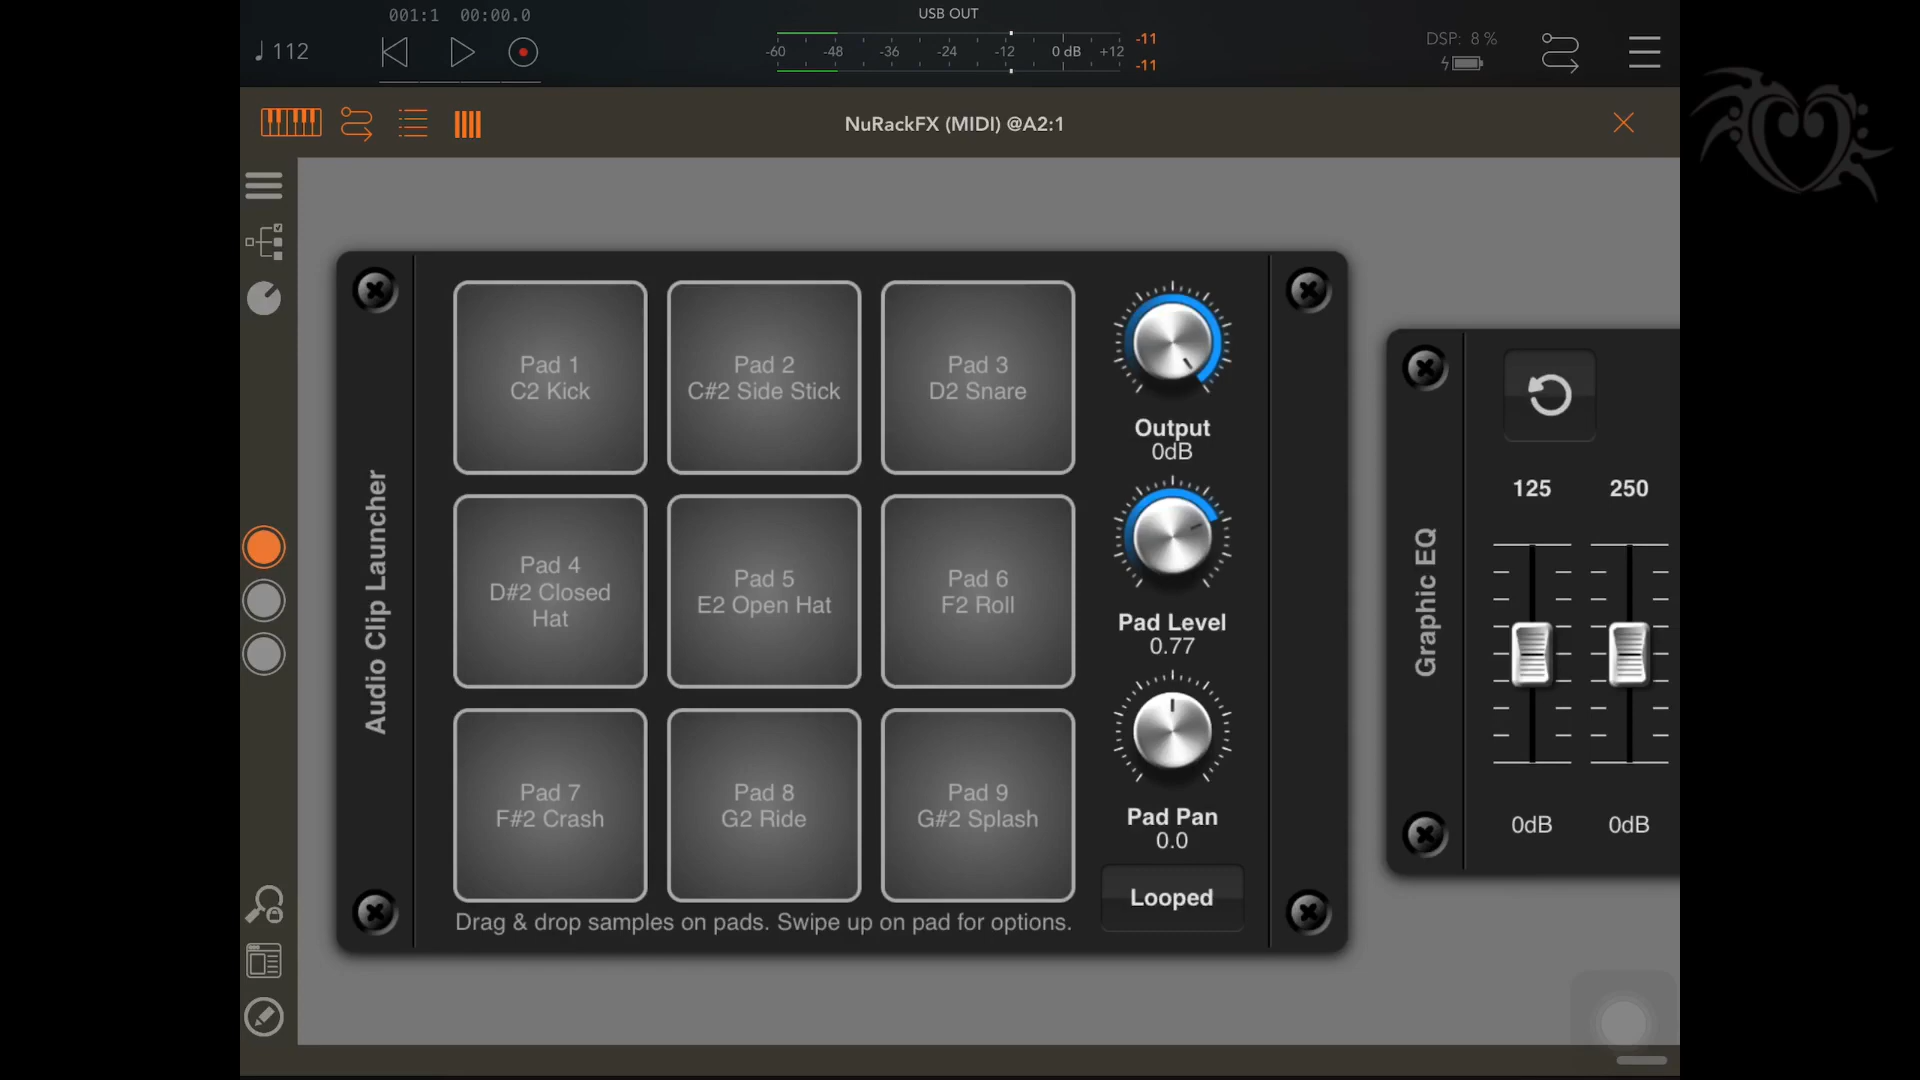 001:1 00:00.0
USB OUT
112
-60 -48 -36 -24 -12 0 dB +12
-11
-11
DSP: 8 %
NuRackFX (MIDI) @A2:1
Audio Clip Launcher
Pad 1
C2 Kick
Pad 2
C#2 Side Stick
Pad 3
D2 Snare
Pad 4
D#2 Closed
Hat
Pad 5
E2 Open Hat
Pad 6
F2 Roll
Pad 7
F#2 Crash
Pad 8
G2 Ride
Pad 9
G#2 Splash
Drag & drop samples on pads. Swipe up on pad for options.
Output
0dB
Pad Level
0.77
Pad Pan
0.0
Looped
Graphic EQ
125 250
0dB 0dB